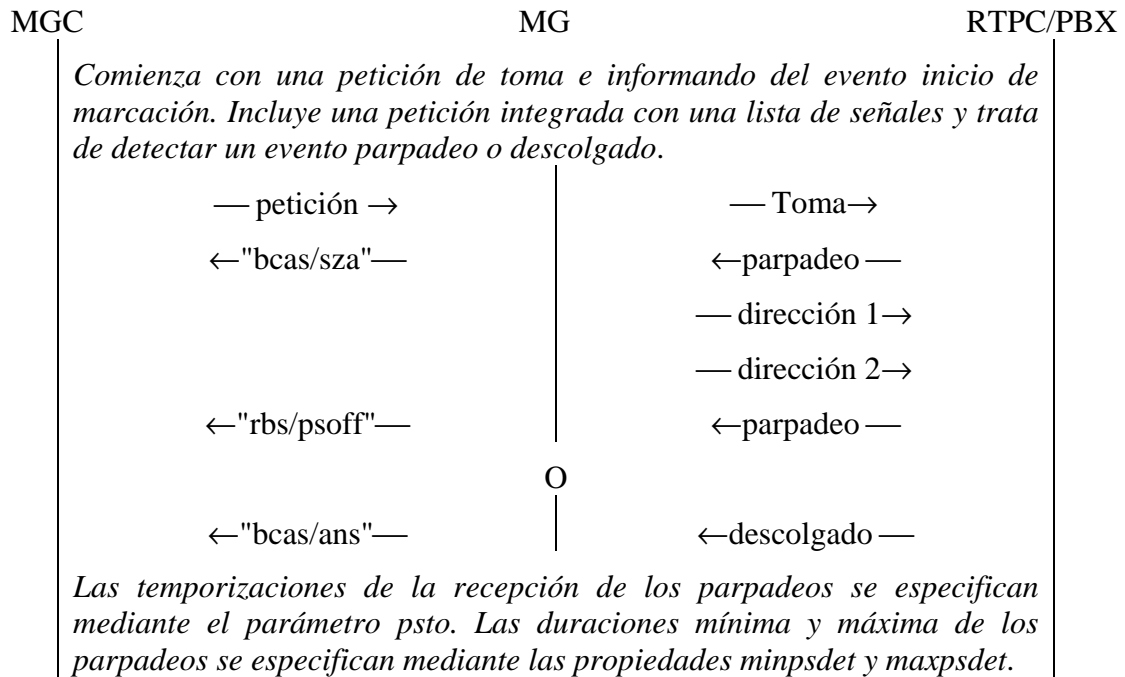 MGC MG RTPC/PBX
Comienza con una petición de toma e informando del evento inicio de
marcación. Incluye una petición integrada con una lista de señales y trata
de detectar un evento parpadeo o descolgado.
— petición → — Toma→
←"bcas/sza"— ←parpadeo —
— dirección 1→
— dirección 2→
←"rbs/psoff"— ←parpadeo —
O
←"bcas/ans"— ←descolgado —
Las temporizaciones de la recepción de los parpadeos se especifican
mediante el parámetro psto. Las duraciones mínima y máxima de los
parpadeos se especifican mediante las propiedades minpsdet y maxpsdet.